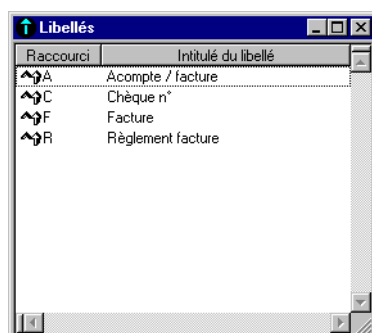 Libellés
Raccourci Intitulé du libellé
A Acompte / facture
C Chèque n°
F Facture
R Règlement facture